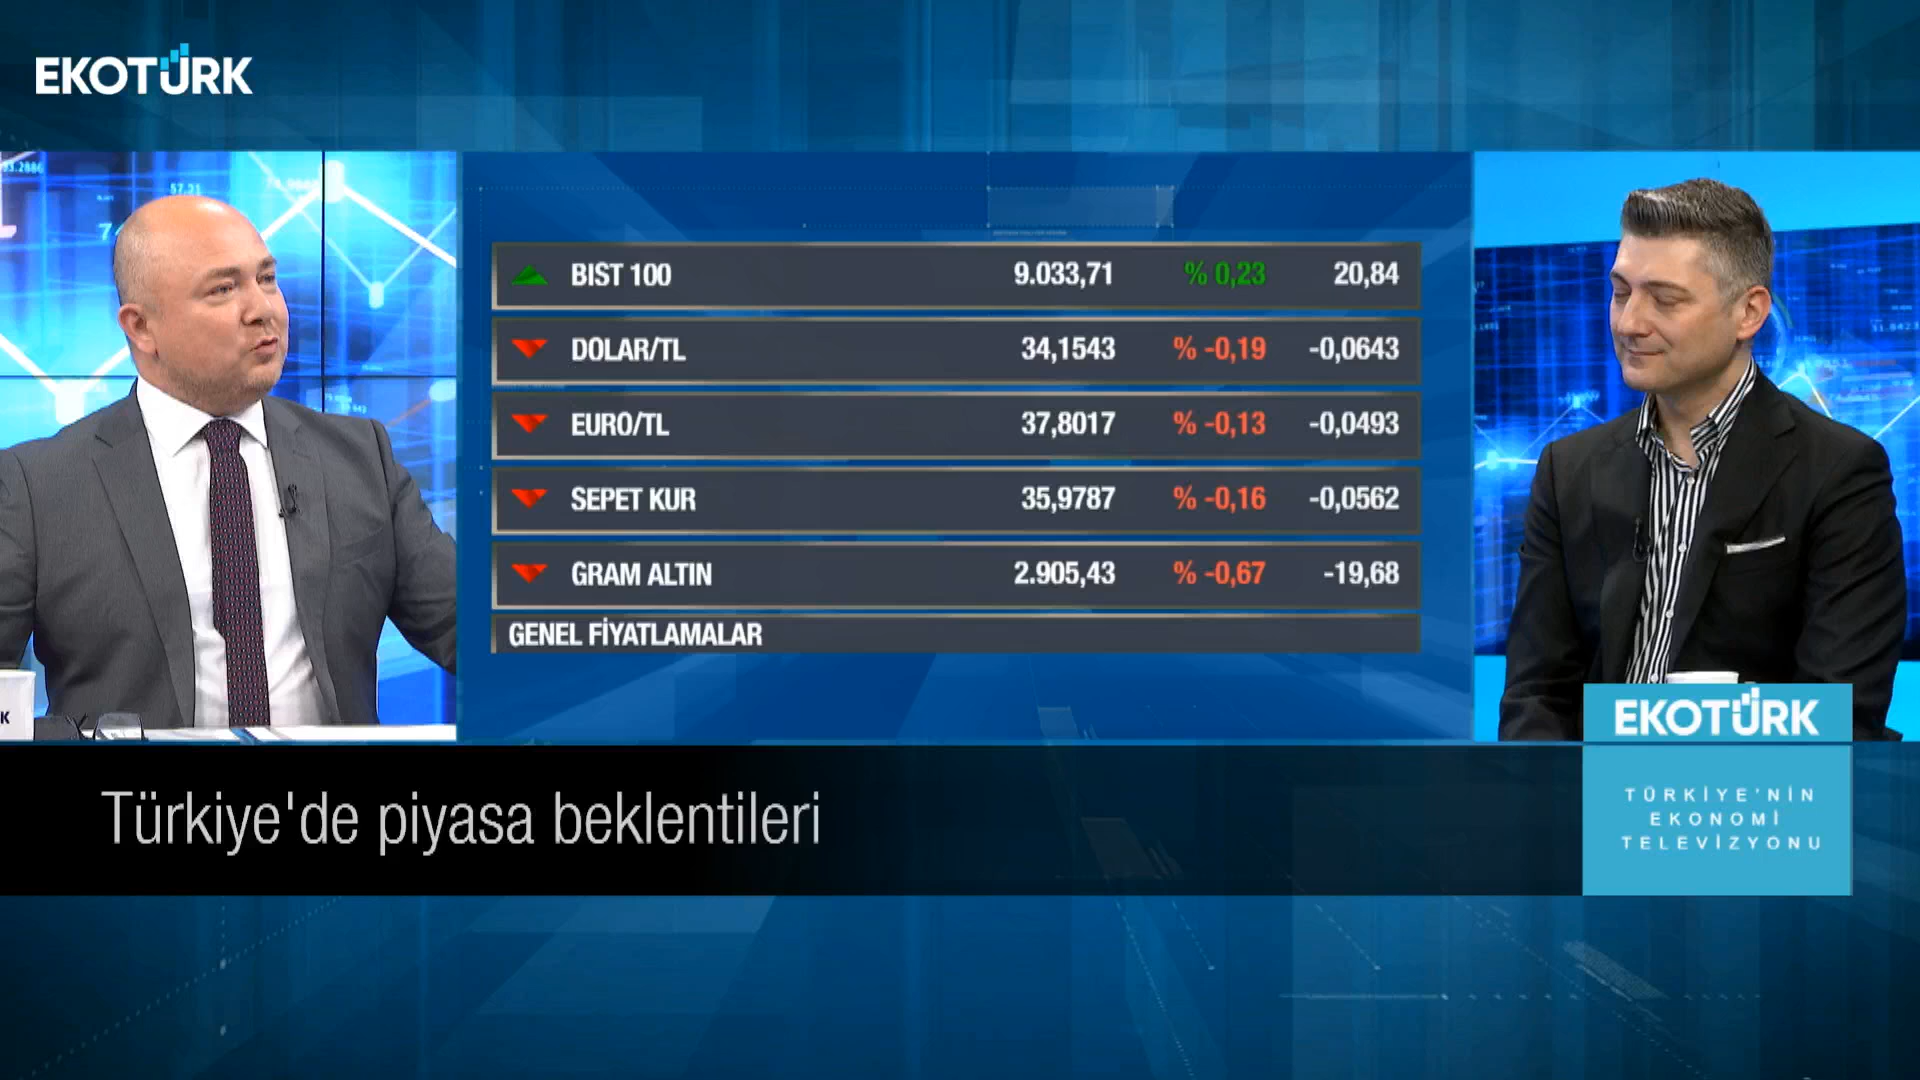 EKOTÜRK
57,21
BIST 100 9.033,71 % 0,23 20,84
DOLAR/TL 34,1543 % -0,19 -0,0643
EURO/TL 37,8017 % -0,13 -0,0493
SEPET KUR 35,9787 % -0,16 -0,0562
GRAM ALTIN 2.905,43 % -0,67 -19,68
GENEL FİYATLAMALAR
K
EKOTÜRK
Türkiye'de piyasa beklentileri
TÜRKİYE'NİN
EKONOMİ
TELEVİZYONU